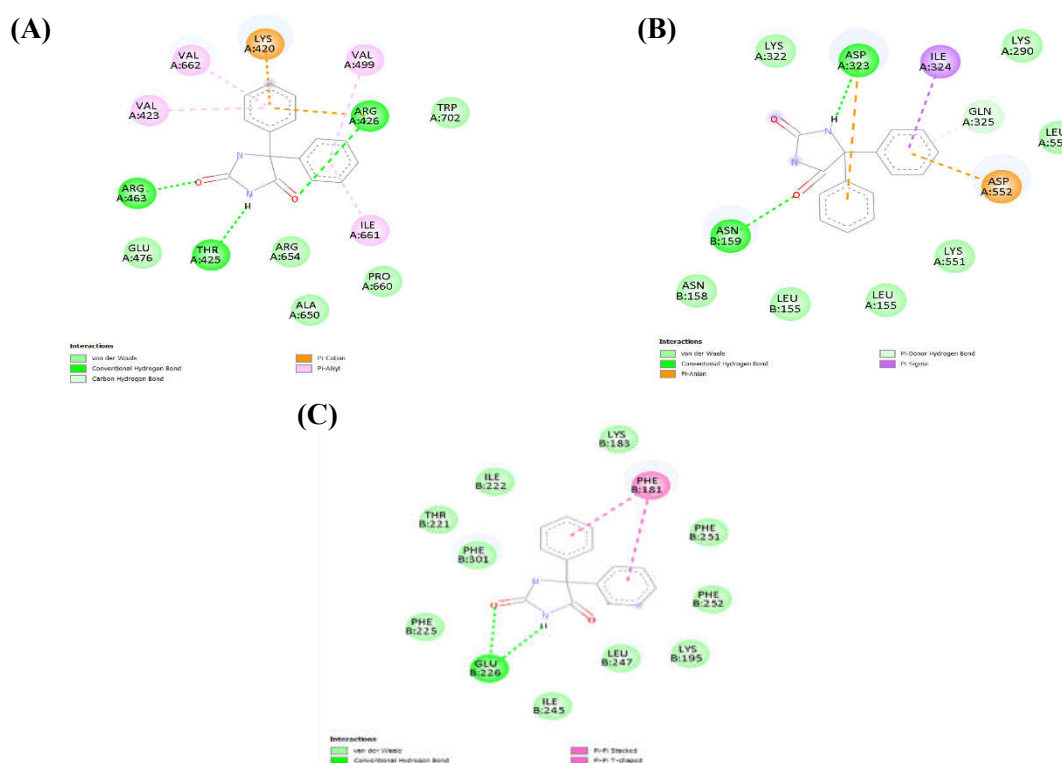 (A)
LYS
A:420
VAL
A:662
VAL
A:499
VAL
A:423
ARG
A:426
TRP
A:702
N
O
O
N
H
ARG
A:463
GLU
A:476
THR
A:425
ARG
A:654
ILE
A:661
PRO
A:660
ALA
A:650
Interactions
van der Waals
Conventional Hydrogen Bond
Carbon Hydrogen Bond
Pi-Cation
Pi-Alkyl
(B)
LYS
A:322
ASP
A:323
ILE
A:324
LYS
A:290
GLN
A:325
LEU
A:55
H
O
N
N
O
ASP
A:552
ASN
B:159
LYS
A:551
ASN
B:158
LEU
B:155
LEU
A:155
Interactions
van der Waals
Conventional Hydrogen Bond
Pi-Anion
Pi-Donor Hydrogen Bond
Pi-Sigma
(C)
LYS
B:183
ILE
B:222
PHE
B:181
THR
B:221
PHE
B:301
PHE
B:251
PHE
B:252
PHE
B:225
N
O
N
O
H
GLU
B:226
LEU
B:247
LYS
B:195
ILE
B:245
Interactions
van der Waals
Conventional Hydrogen Bond
Pi-Pi Stacked
Pi-Pi T-shaped